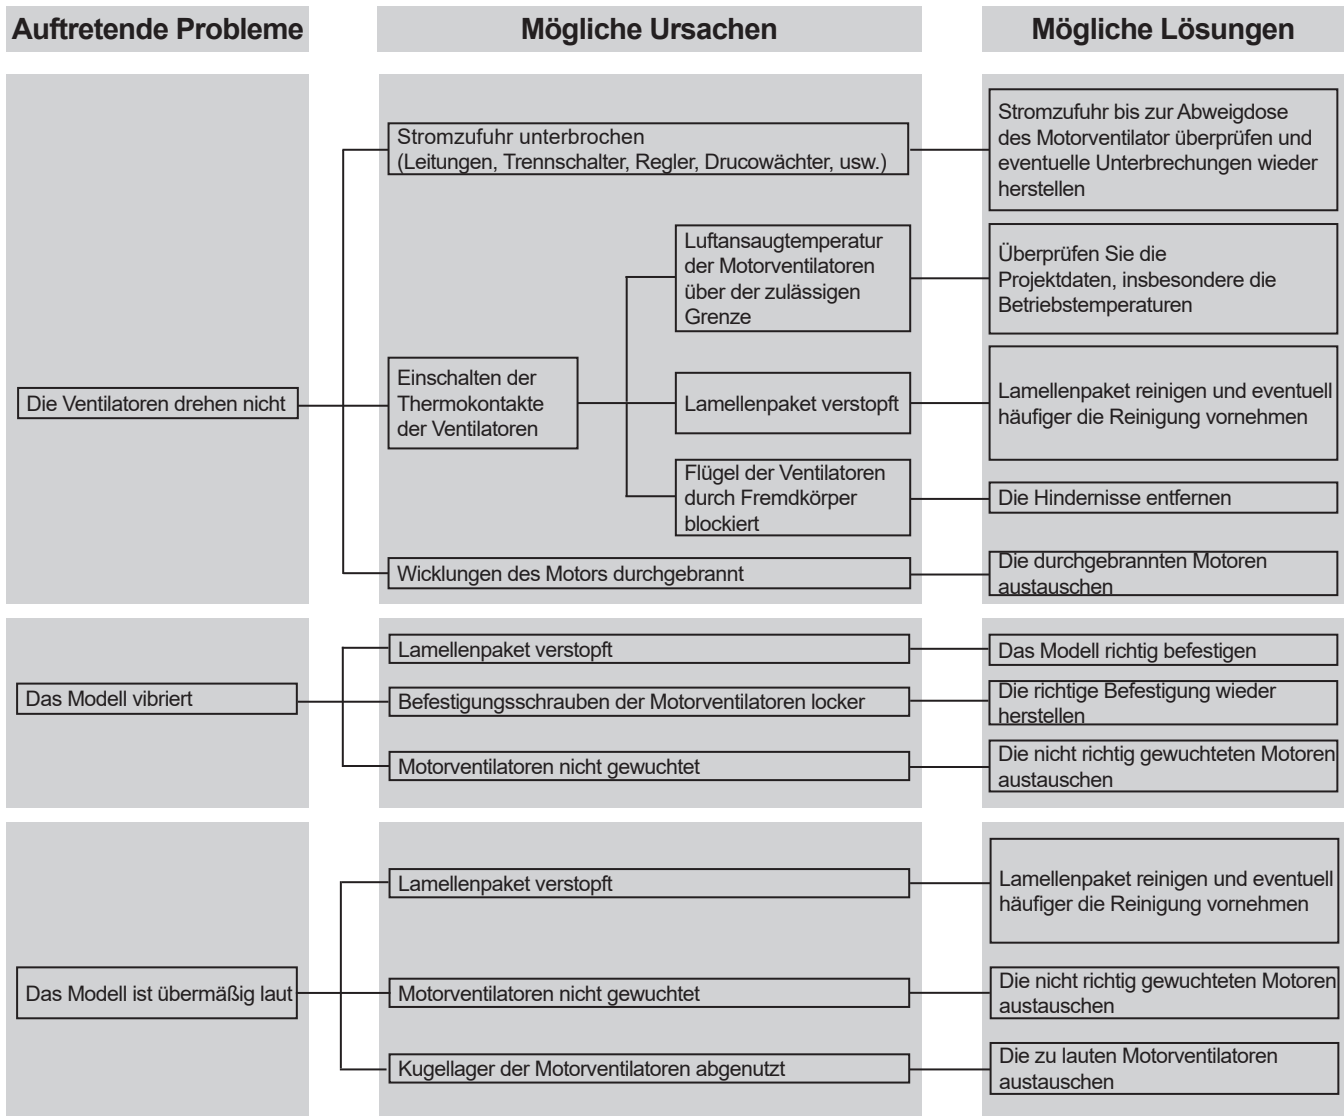 Auftretende Probleme
Mögliche Ursachen
Mögliche Lösungen
Die Ventilatoren drehen nicht
Stromzufuhr unterbrochen
(Leitungen, Trennschalter, Regler, Drucowächter, usw.)
Stromzufuhr bis zur Abweigdose
des Motorventilator überprüfen und
eventuelle Unterbrechungen wieder
herstellen
Einschalten der
Thermokontakte
der Ventilatoren
Luftansaugtemperatur
der Motorventilatoren
über der zulässigen
Grenze
Überprüfen Sie die
Projektdaten, insbesondere die
Betriebstemperaturen
Lamellenpaket verstopft
Lamellenpaket reinigen und eventuell
häufiger die Reinigung vornehmen
Flügel der Ventilatoren
durch Fremdkörper
blockiert
Die Hindernisse entfernen
Wicklungen des Motors durchgebrannt
Die durchgebrannten Motoren
austauschen
Das Modell vibriert
Lamellenpaket verstopft
Das Modell richtig befestigen
Befestigungsschrauben der Motorventilatoren locker
Die richtige Befestigung wieder
herstellen
Motorventilatoren nicht gewuchtet
Die nicht richtig gewuchteten Motoren
austauschen
Das Modell ist übermäßig laut
Lamellenpaket verstopft
Lamellenpaket reinigen und eventuell
häufiger die Reinigung vornehmen
Motorventilatoren nicht gewuchtet
Die nicht richtig gewuchteten Motoren
austauschen
Kugellager der Motorventilatoren abgenutzt
Die zu lauten Motorventilatoren
austauschen